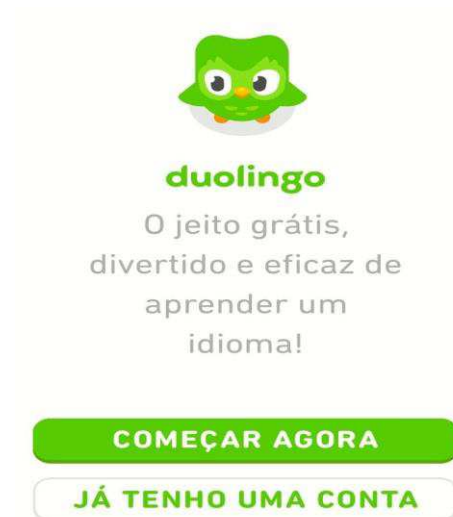 duolingo
O jeito grátis,
divertido e eficaz de
aprender um
idioma!
COMEÇAR AGORA
JÁ TENHO UMA CONTA